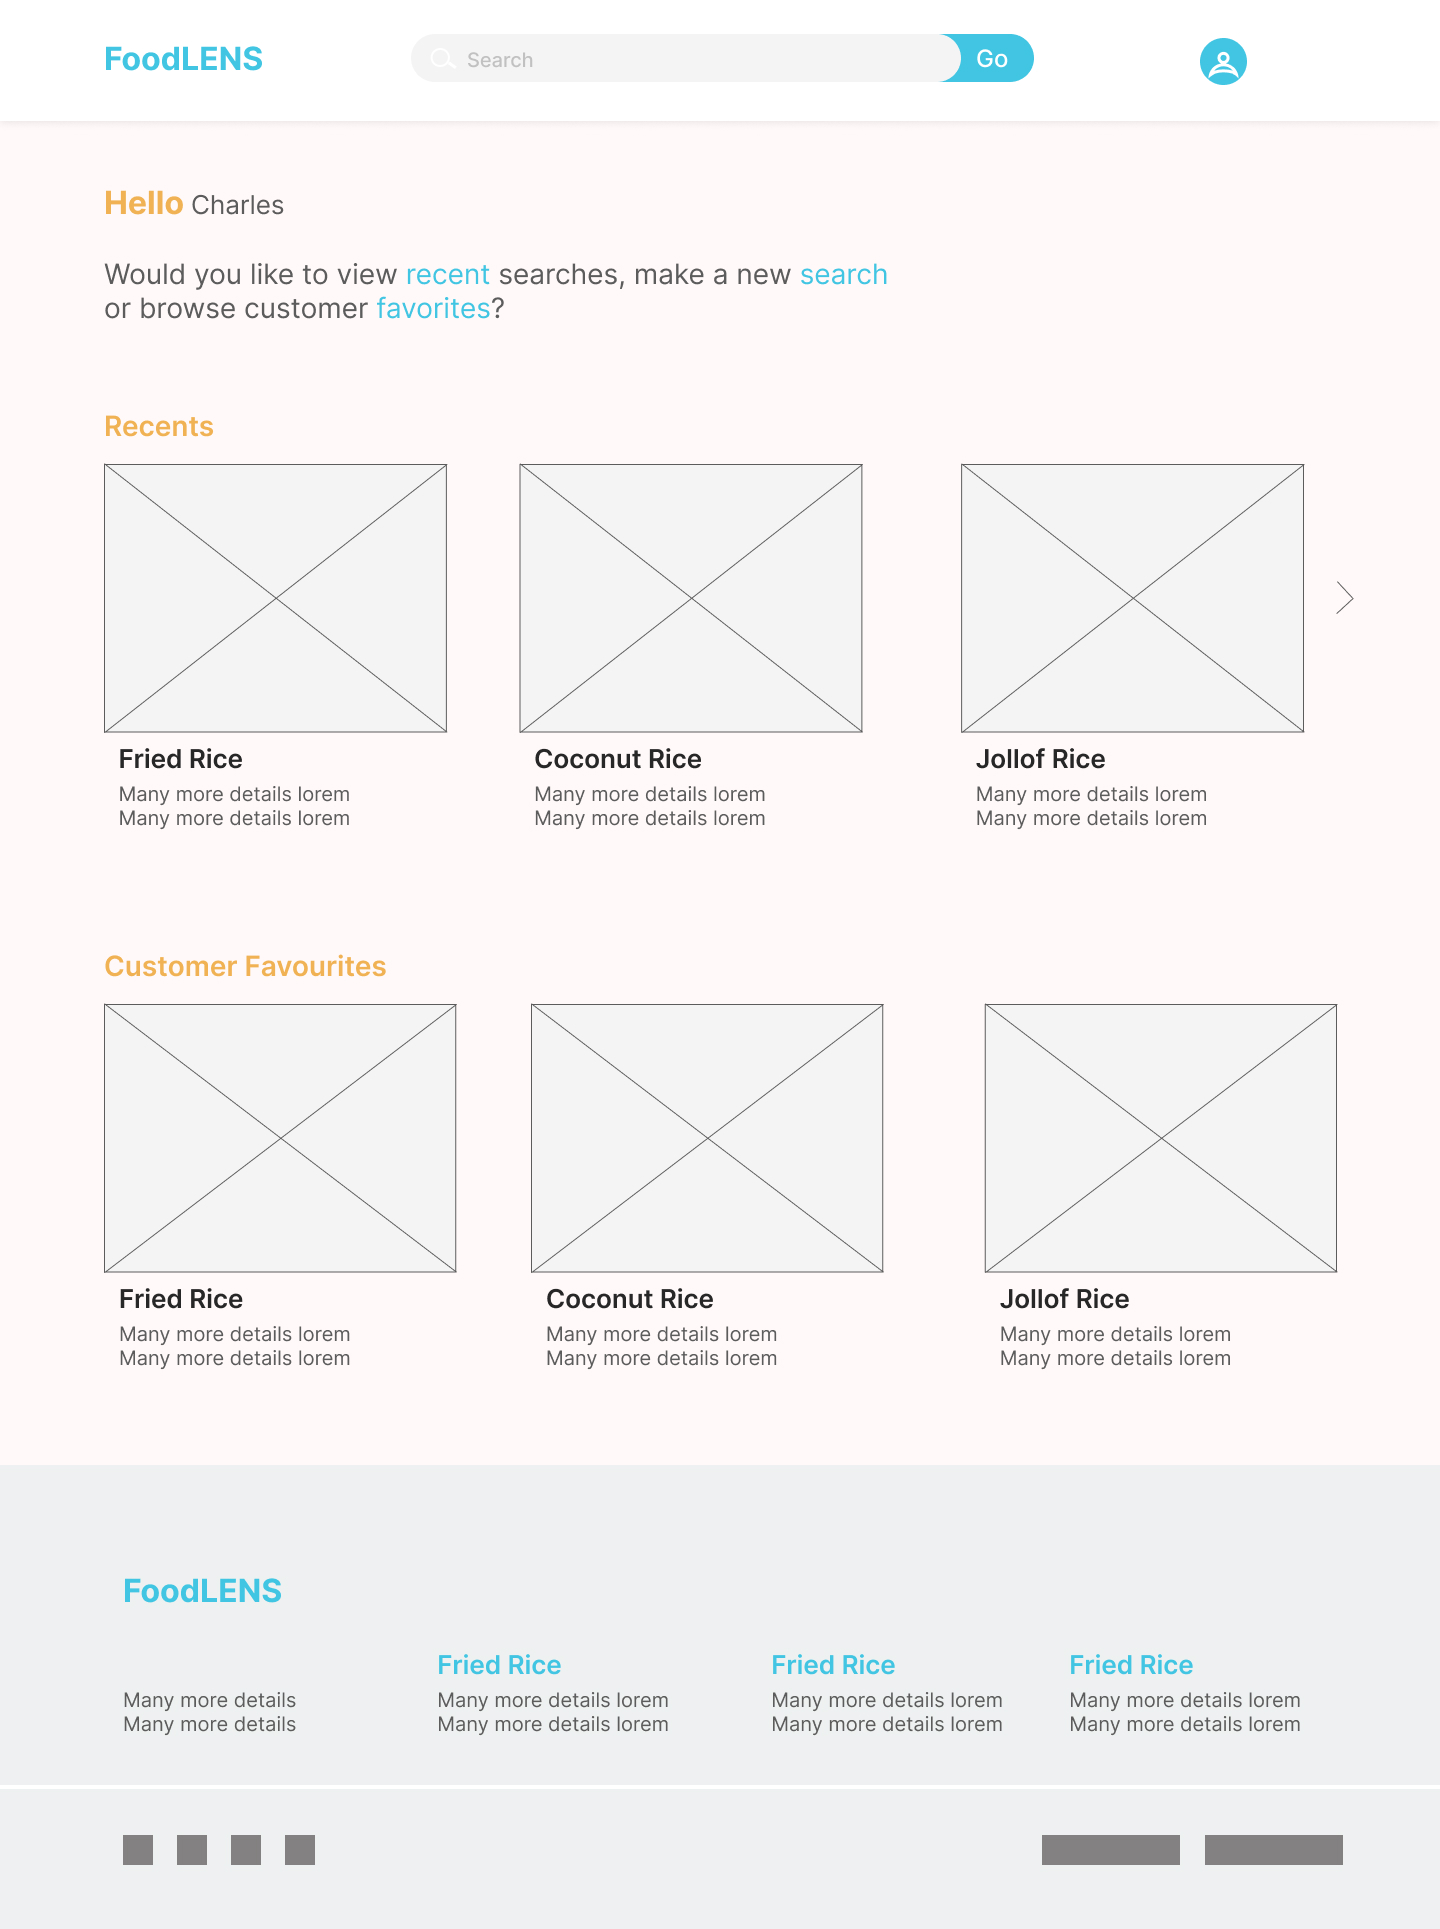 FoodLENS
Search
Go
Hello Charles
Would you like to view recent searches, make a new search
or browse customer favorites?
Recents
Fried Rice
Many more details lorem
Many more details lorem
Coconut Rice
Many more details lorem
Many more details lorem
Jollof Rice
Many more details lorem
Many more details lorem
Customer Favourites
Fried Rice
Many more details lorem
Many more details lorem
Coconut Rice
Many more details lorem
Many more details lorem
Jollof Rice
Many more details lorem
Many more details lorem
FoodLENS
Many more details
Many more details
Fried Rice
Many more details lorem
Many more details lorem
Fried Rice
Many more details lorem
Many more details lorem
Fried Rice
Many more details lorem
Many more details lorem